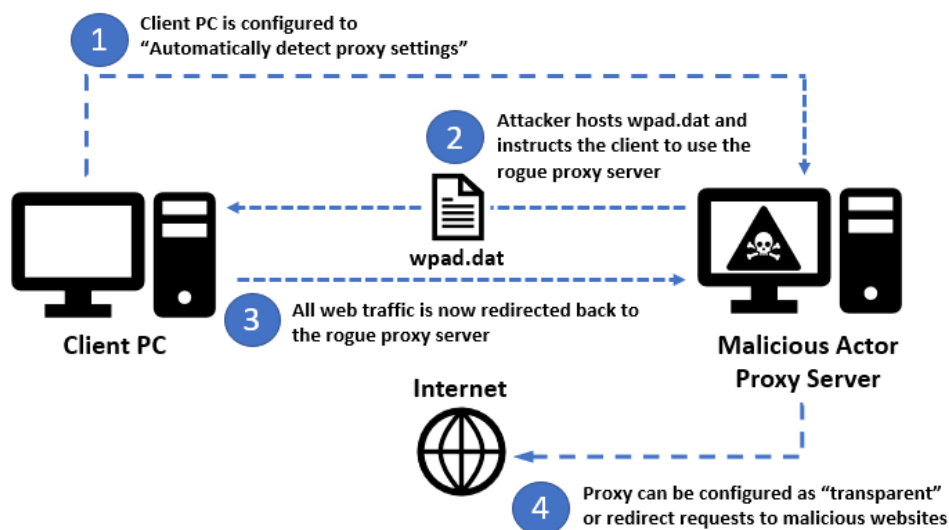 1
Client PC is configured to
“Automatically detect proxy settings”
2
Attacker hosts wpad.dat and
instructs the client to use the
rogue proxy server
wpad.dat
3
All web traffic is now redirected back to
the rogue proxy server
Client PC
Malicious Actor
Proxy Server
Internet
4
Proxy can be configured as “transparent”
or redirect requests to malicious websites